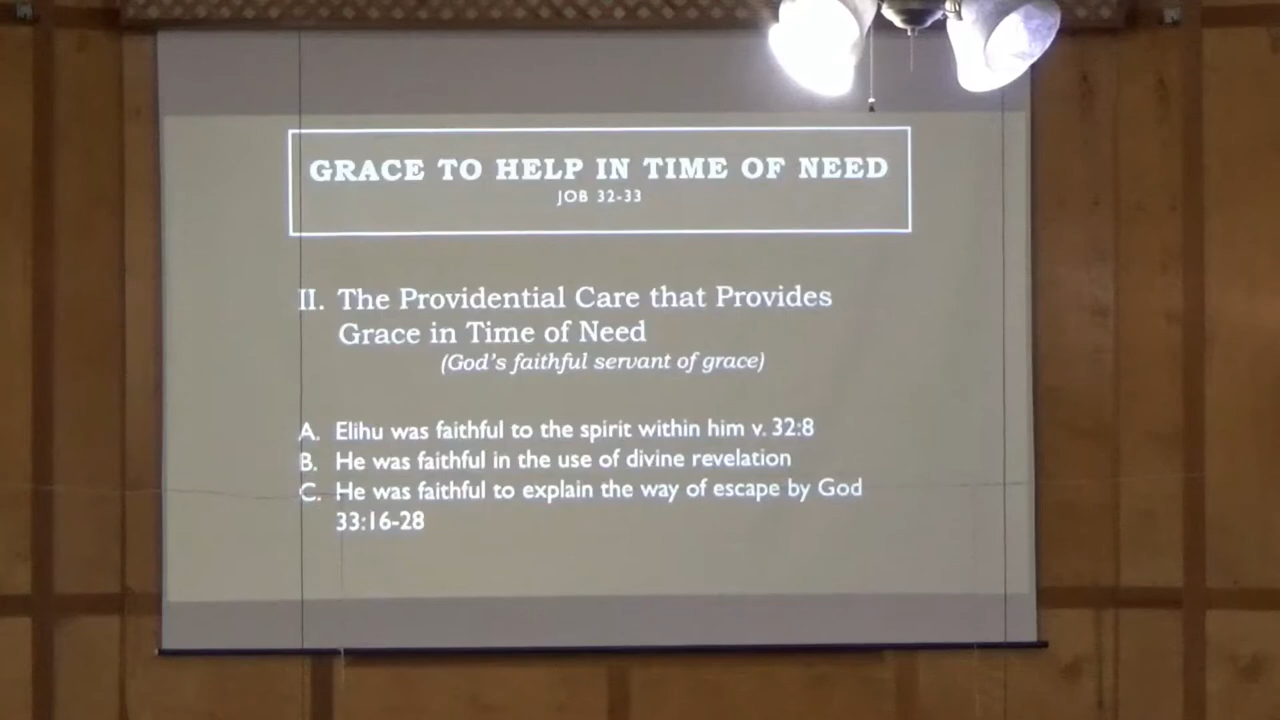 GRACE TO HELP IN TIME OF NEED
JOB 32-33
II. The Providential Care that Provides
Grace in Time of Need
(God's faithful servant of grace)
A. Elihu was faithful to the spirit within him v. 32:8
B. He was faithful in the use of divine revelation
C. He was faithful to explain the way of escape by God
33:16-28